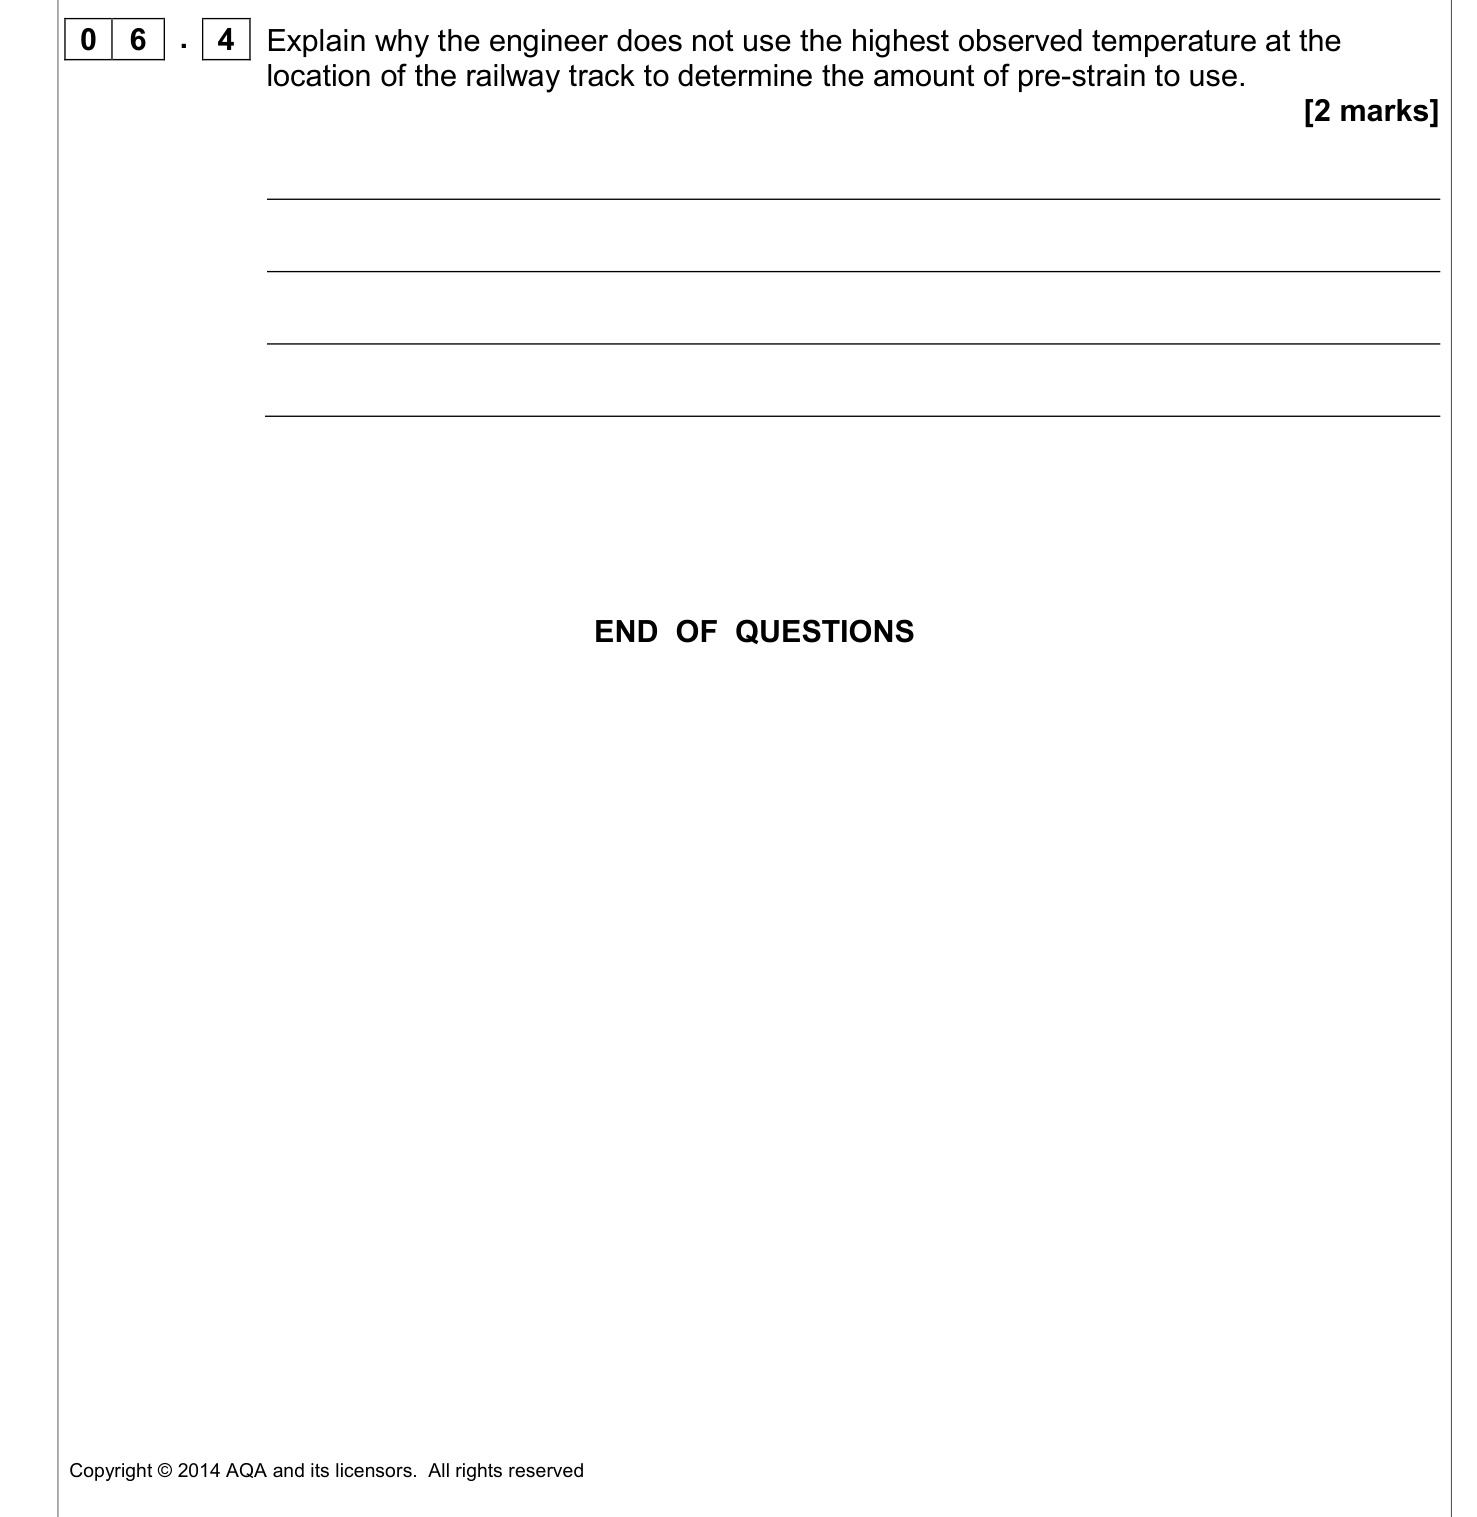 0 6 . 4 Explain why the engineer does not use the highest observed temperature at the
location of the railway track to determine the amount of pre-strain to use.
[2 marks]
END OF QUESTIONS
Copyright © 2014 AQA and its licensors. All rights reserved